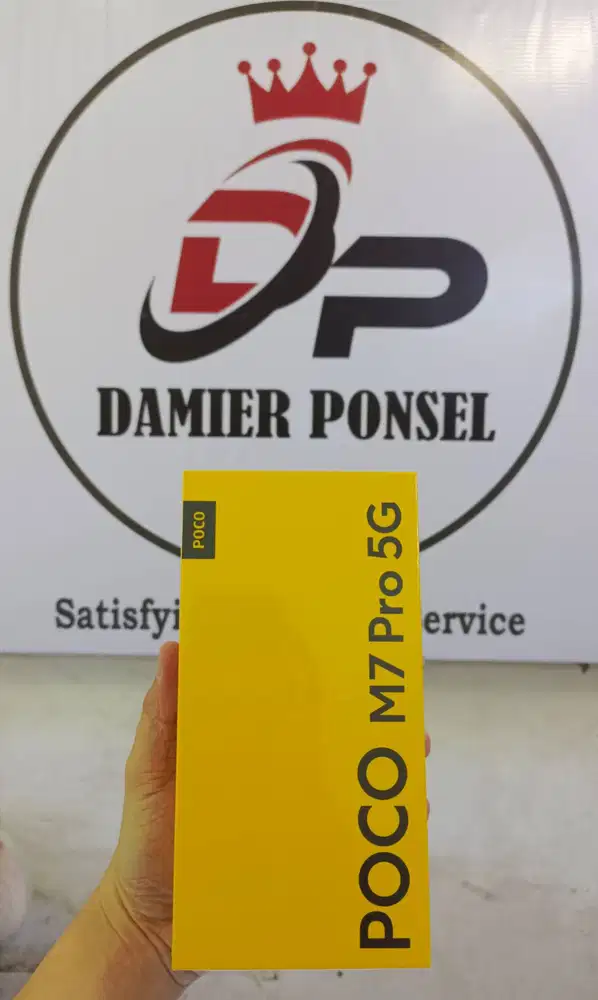 DP
DAMIER PONSEL
Satisfyi
ervice
POCO
POCO M7 Pro 5G